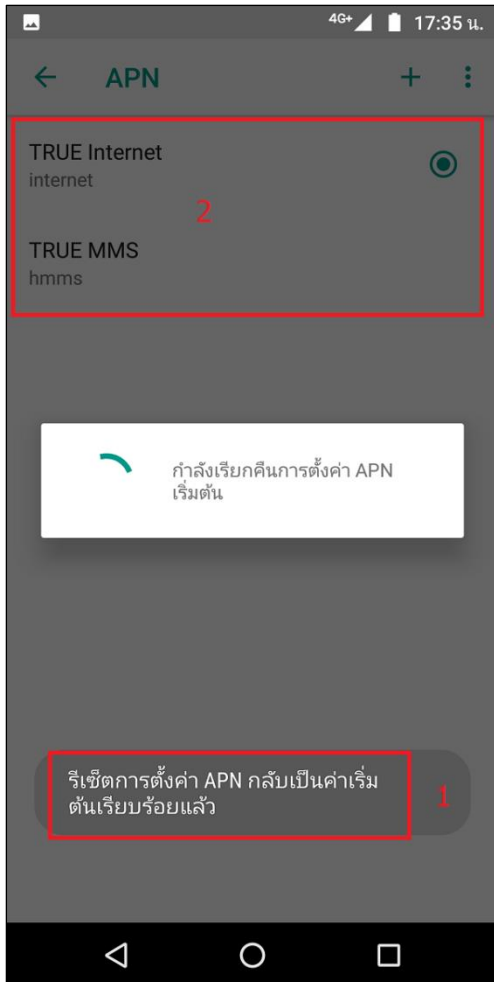 4G+ 17:35 น.
APN
TRUE Internet
internet
2
TRUE MMS
hmms
กำลังเรียกคืนการตั้งค่า APN
เริ่มต้น
รีเซ็ตการตั้งค่า APN กลับเป็นค่าเริ่ม
ต้นเรียบร้อยแล้ว
1